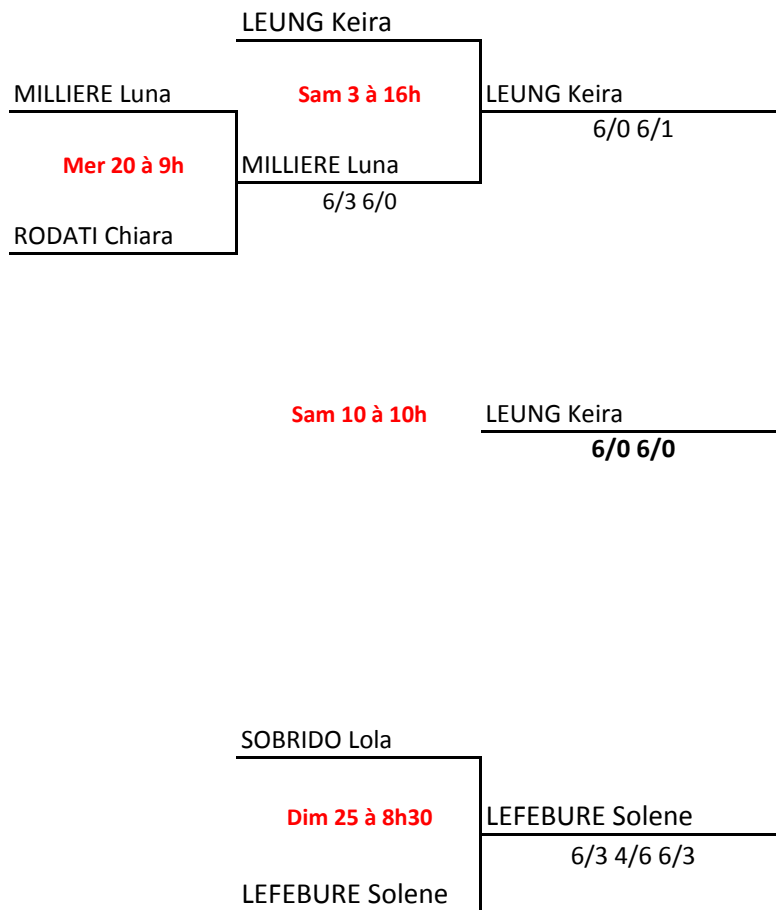 LEUNG Keira
MILLIERE Luna
Sam 3 à 16h
LEUNG Keira
6/0 6/1
Mer 20 à 9h
MILLIERE Luna
6/3 6/0
RODATI Chiara
Sam 10 à 10h
LEUNG Keira
6/0 6/0
SOBRIDO Lola
Dim 25 à 8h30
LEFEBURE Solene
6/3 4/6 6/3
LEFEBURE Solene